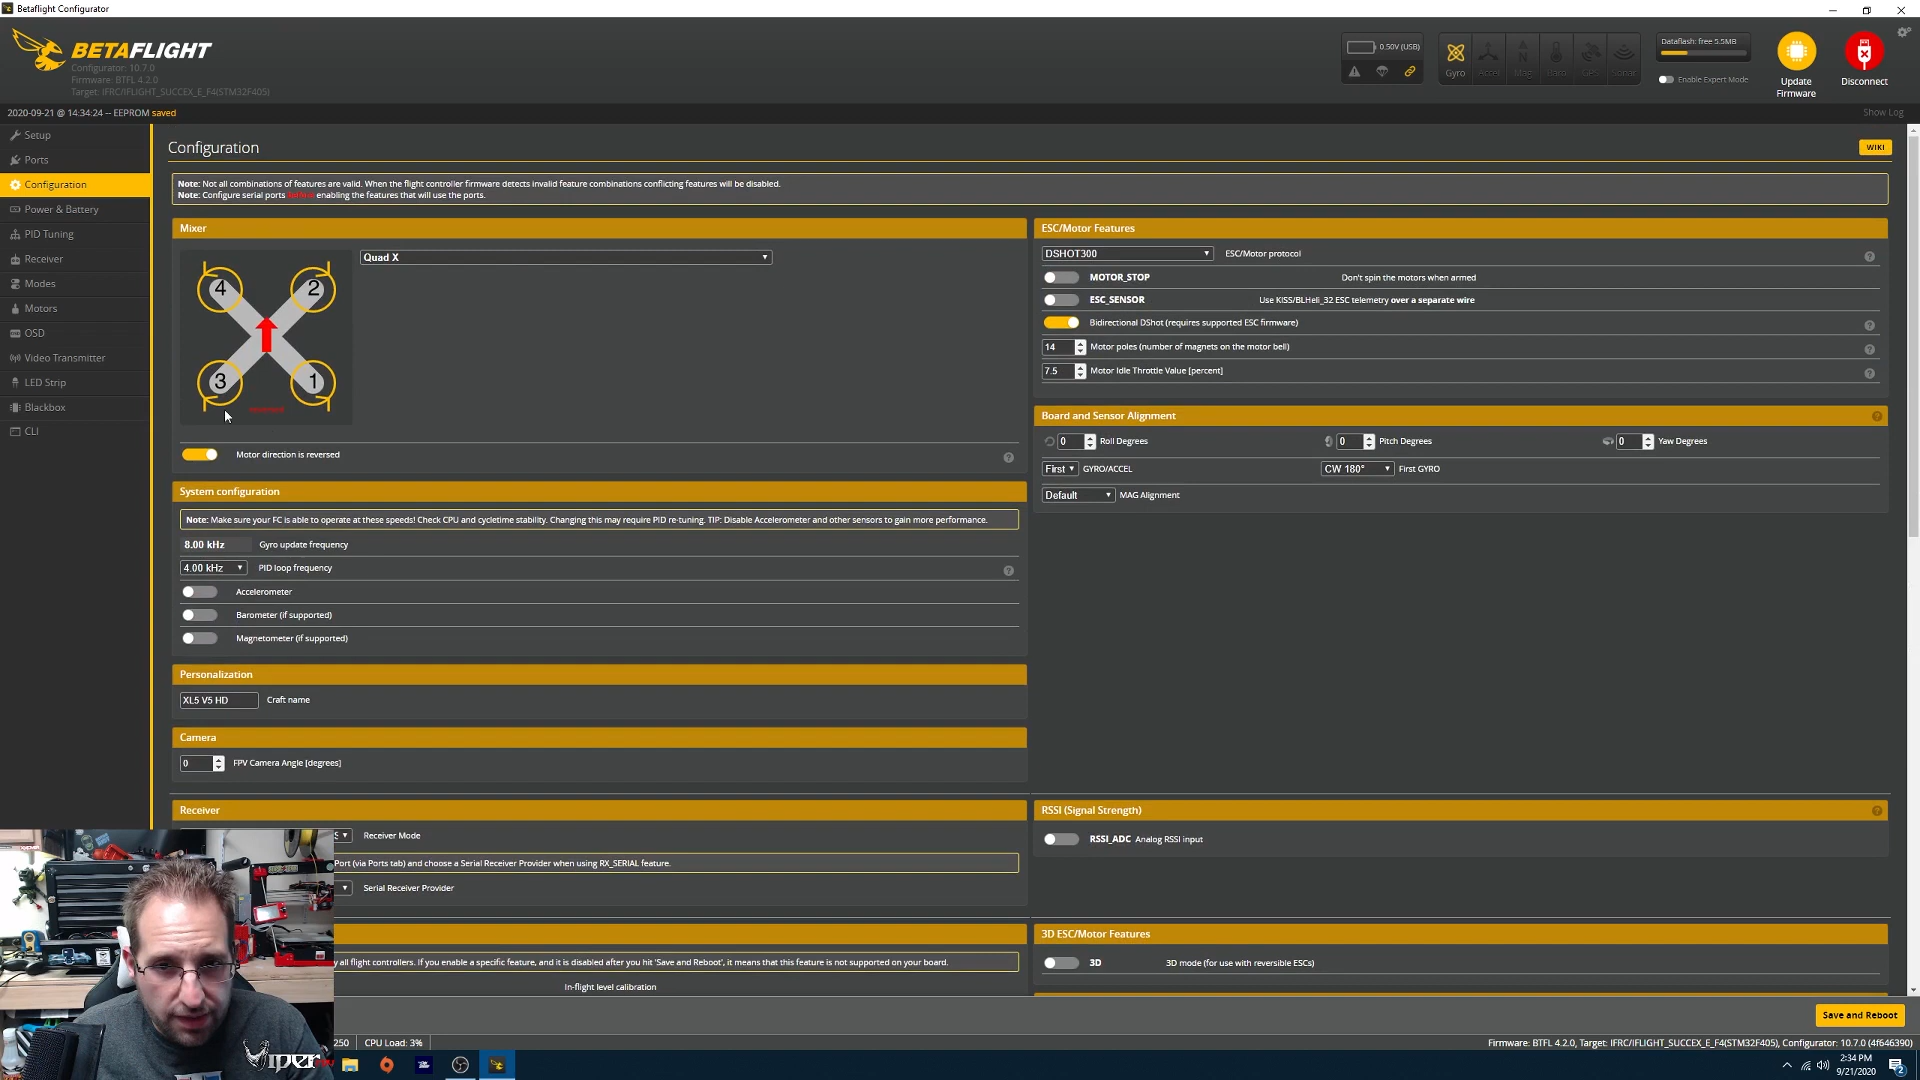 Betaflight Configurator
BETAFLIGHT
Configurator: 10.7.0
Firmware: BTFL 4.2.0
Target: IFRC/IFLIGHT_SUCCEX_E_F4(STM32F405)
0.50V (USB)
Gyro
Accel
Mag
Baro
GPS
Sonar
Dataflash: free 5.5MB
Enable Expert Mode
Update
Firmware
Disconnect
2020-09-21 @ 14:34:24 -- EEPROM saved
Show Log
Setup
Ports
Configuration
Power & Battery
PID Tuning
Receiver
Modes
Motors
OSD
Video Transmitter
LED Strip
Blackbox
CLI
Configuration
WIKI
Note: Not all combinations of features are valid. When the flight controller firmware detects invalid feature combinations conflicting features will be disabled.
Note: Configure serial ports enabling the features that will use the ports.
Mixer
Quad X
4 2
3 1
Motor direction is reversed
System configuration
Note: Make sure your FC is able to operate at these speeds! Check CPU and cycletime stability. Changing this may require PID re-tuning. TIP: Disable Accelerometer and other sensors to gain more performance.
8.00 kHz Gyro update frequency
4.00 kHz PID loop frequency
Accelerometer
Barometer (if supported)
Magnetometer (if supported)
Personalization
XL5 V5 HD Craft name
Camera
0 FPV Camera Angle [degrees]
Receiver
Receiver Mode
Port (via Ports tab) and choose a Serial Receiver Provider when using RX_SERIAL feature.
Serial Receiver Provider
all flight controllers. If you enable a specific feature, and it is disabled after you hit 'Save and Reboot', it means that this feature is not supported on your board.
In-flight level calibration
ESC/Motor Features
DSHOT300 ESC/Motor protocol
MOTOR_STOP Don't spin the motors when armed
ESC_SENSOR Use KISS/BLHeli_32 ESC telemetry over a separate wire
Bidirectional DShot (requires supported ESC firmware)
14 Motor poles (number of magnets on the motor bell)
7.5 Motor Idle Throttle Value [percent]
Board and Sensor Alignment
0 Roll Degrees 0 Pitch Degrees 0 Yaw Degrees
First GYRO/ACCEL CW 180° First GYRO
Default MAG Alignment
RSSI (Signal Strength)
RSSI_ADC Analog RSSI input
3D ESC/Motor Features
3D 3D mode (for use with reversible ESCs)
Save and Reboot
250 CPU Load: 3%
Firmware: BTFL 4.2.0, Target: IFRC/IFLIGHT_SUCCEX_E_F4(STM32F405), Configurator: 10.7.0 (4f646390)
Viper
2:34 PM
9/21/2020
2